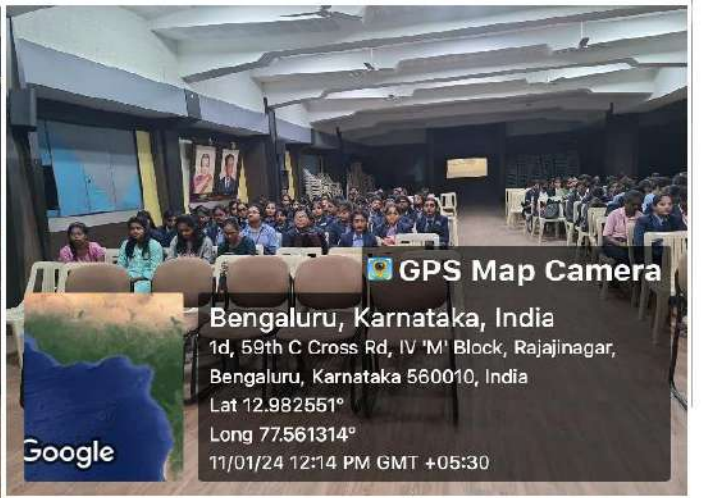 GPS Map Camera
Bengaluru, Karnataka, India
1d, 59th C Cross Rd, IV 'M' Block, Rajajinagar,
Bengaluru, Karnataka 560010, India
Lat 12.982551°
Long 77.561314°
11/01/24 12:14 PM GMT +05:30
Google